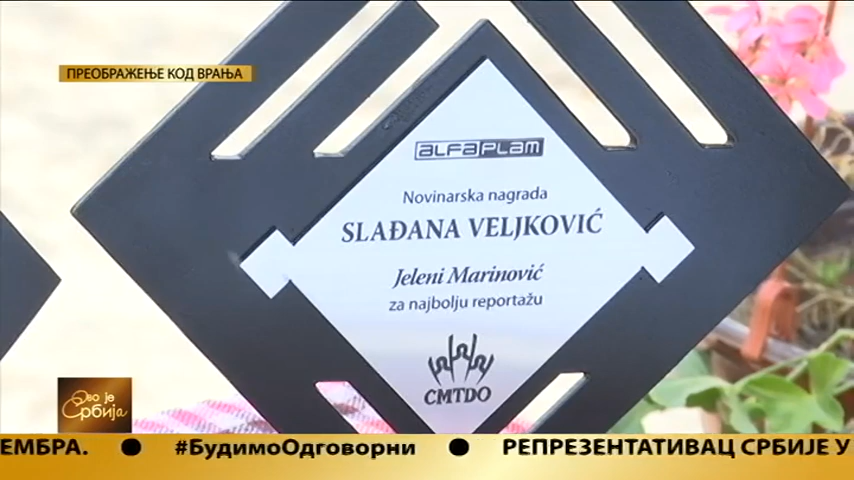 ПРЕОБРАЖЕЊЕ КОД ВРАЊА
ALFAPLAM
Novinarska nagrada
SLAĐANA VELJKOVIĆ
Jeleni Marinović
za najbolju reportažu
CMTDO
Ово је
Србија
ЕМБРА. ● #БудимоОдговорни ● РЕПРЕЗЕНТАТИВАЦ СРБИЈЕ У